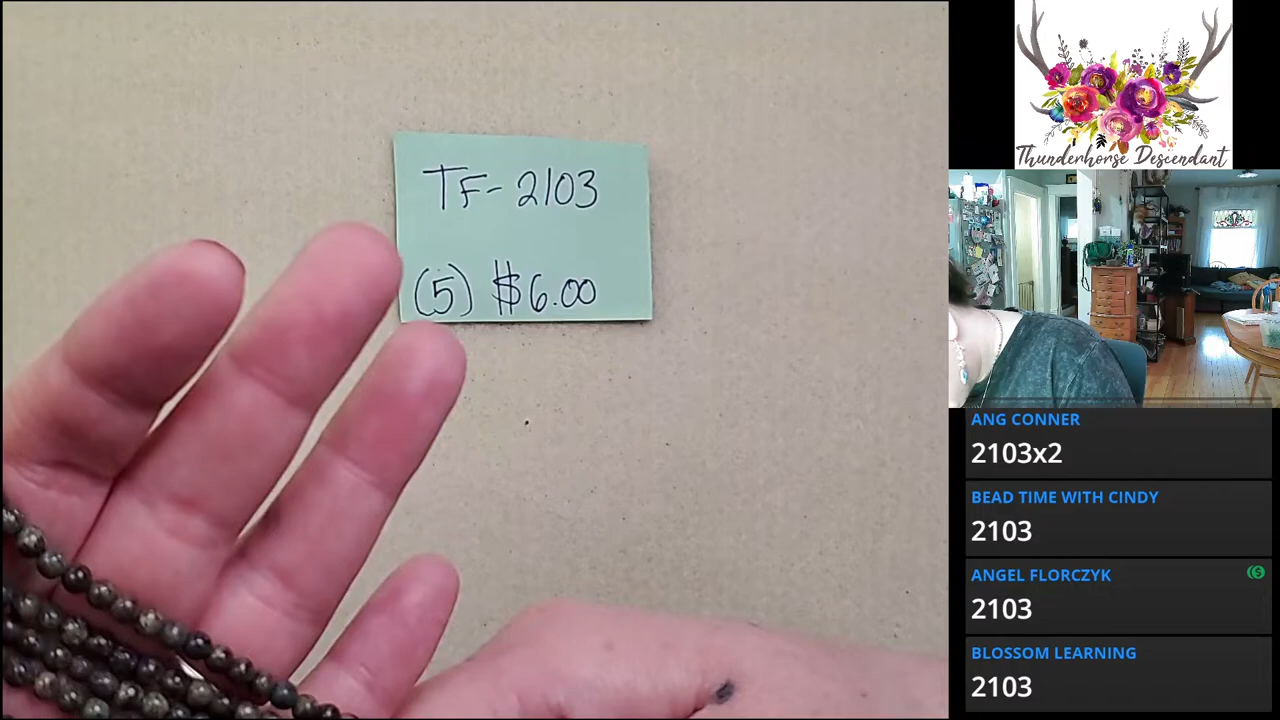 TF-2103
(5) $6.00
Thunderhorse Descendant
ANG CONNER
2103x2
BEAD TIME WITH CINDY
2103
ANGEL FLORCZYK
2103
BLOSSOM LEARNING
2103